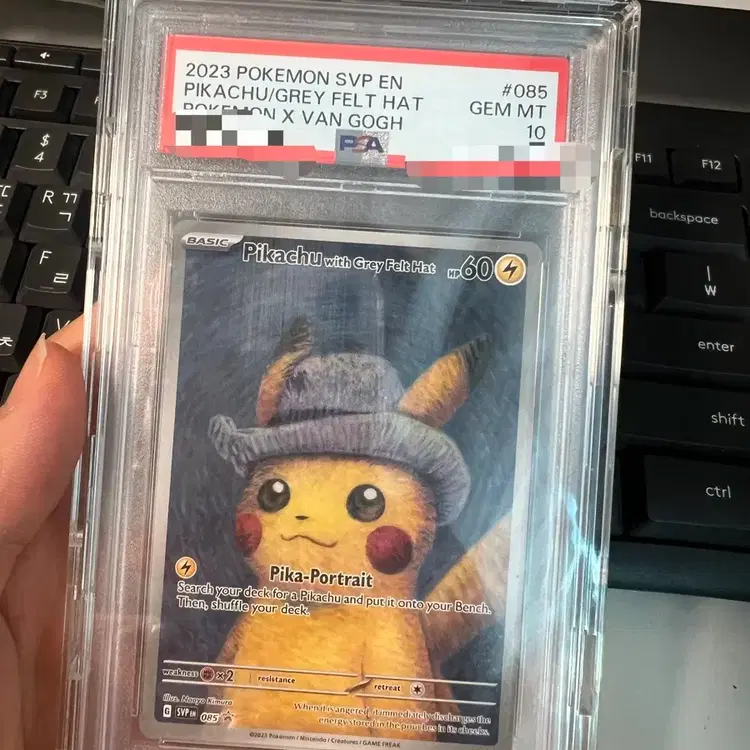 2023 POKEMON SVP EN
#085
PIKACHU/GREY FELT HAT
GEM MT
POKEMON X VAN GOGH
10
PSA
BASIC
Pikachu with Grey Felt Hat
HP60
Pika-Portrait
Search your deck for a Pikachu and put it onto your Bench.
Then, shuffle your deck.
weakness ×2 resistance retreat
Illus. Naoyo Kimura
G SVP EN 085
When it is angered, it immediately discharges the
energy stored in the pouches in its cheeks.
©2023 Pokémon / Nintendo / Creatures / GAME FREAK
F3
$
4
R ㄲ
ㄱ
F
ㄹ
ㅊ
V
F11
F12
backspace
|
₩
enter
shift
ctrl